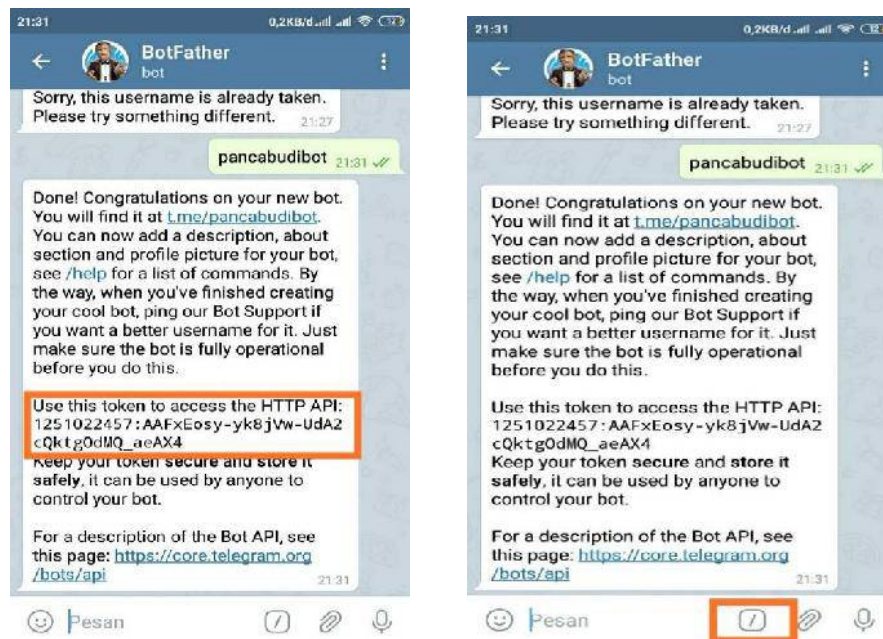 21:31
0,2KB/d
BotFather
bot
Sorry, this username is already taken.
Please try something different. 21:27
pancabudibot 21:31
Done! Congratulations on your new bot.
You will find it at t.me/pancabudibot.
You can now add a description, about
section and profile picture for your bot,
see /help for a list of commands. By
the way, when you've finished creating
your cool bot, ping our Bot Support if
you want a better username for it. Just
make sure the bot is fully operational
before you do this.
Use this token to access the HTTP API:
1251022457:AAFxEosy-yk8jVw-UdA2
cQktgOdMQ_aeAX4
Keep your token secure and store it
safely, it can be used by anyone to
control your bot.
For a description of the Bot API, see
this page: https://core.telegram.org
/bots/api 21:31
Pesan
21:31
0,2KB/d
BotFather
bot
Sorry, this username is already taken.
Please try something different. 21:27
pancabudibot 21:31
Done! Congratulations on your new bot.
You will find it at t.me/pancabudibot.
You can now add a description, about
section and profile picture for your bot,
see /help for a list of commands. By
the way, when you've finished creating
your cool bot, ping our Bot Support if
you want a better username for it. Just
make sure the bot is fully operational
before you do this.
Use this token to access the HTTP API:
1251022457:AAFxEosy-yk8jVw-UdA2
cQktgOdMQ_aeAX4
Keep your token secure and store it
safely, it can be used by anyone to
control your bot.
For a description of the Bot API, see
this page: https://core.telegram.org
/bots/api 21:31
Pesan